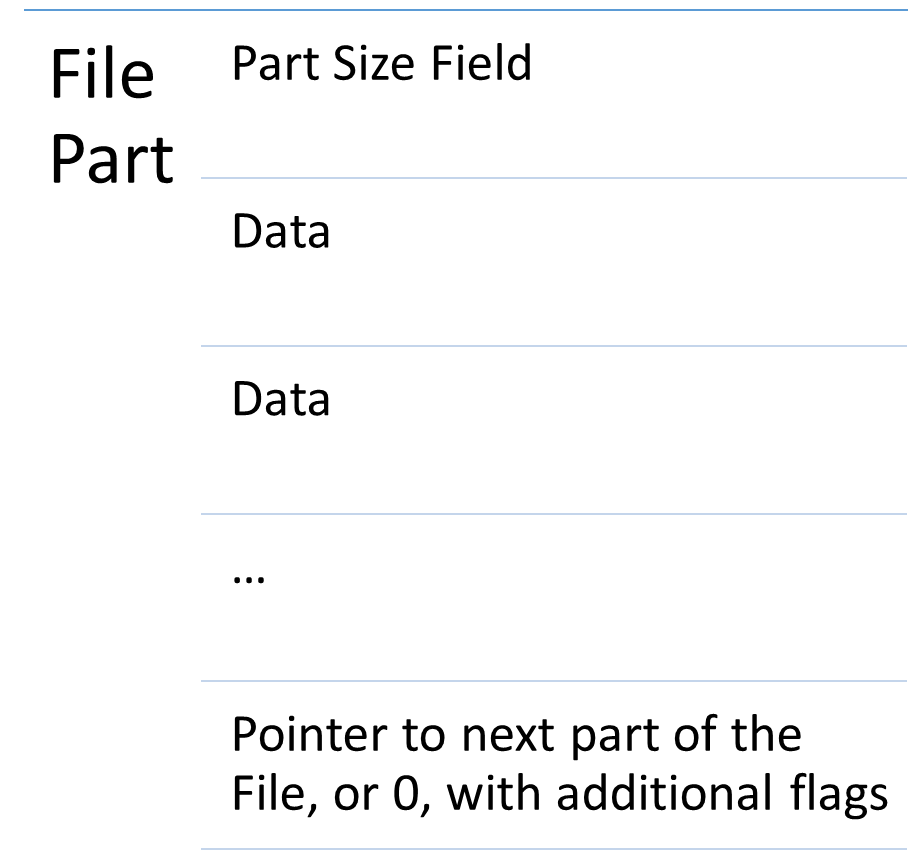 File
Part
Part Size Field
Data
Data
...
Pointer to next part of the
File, or 0, with additional flags